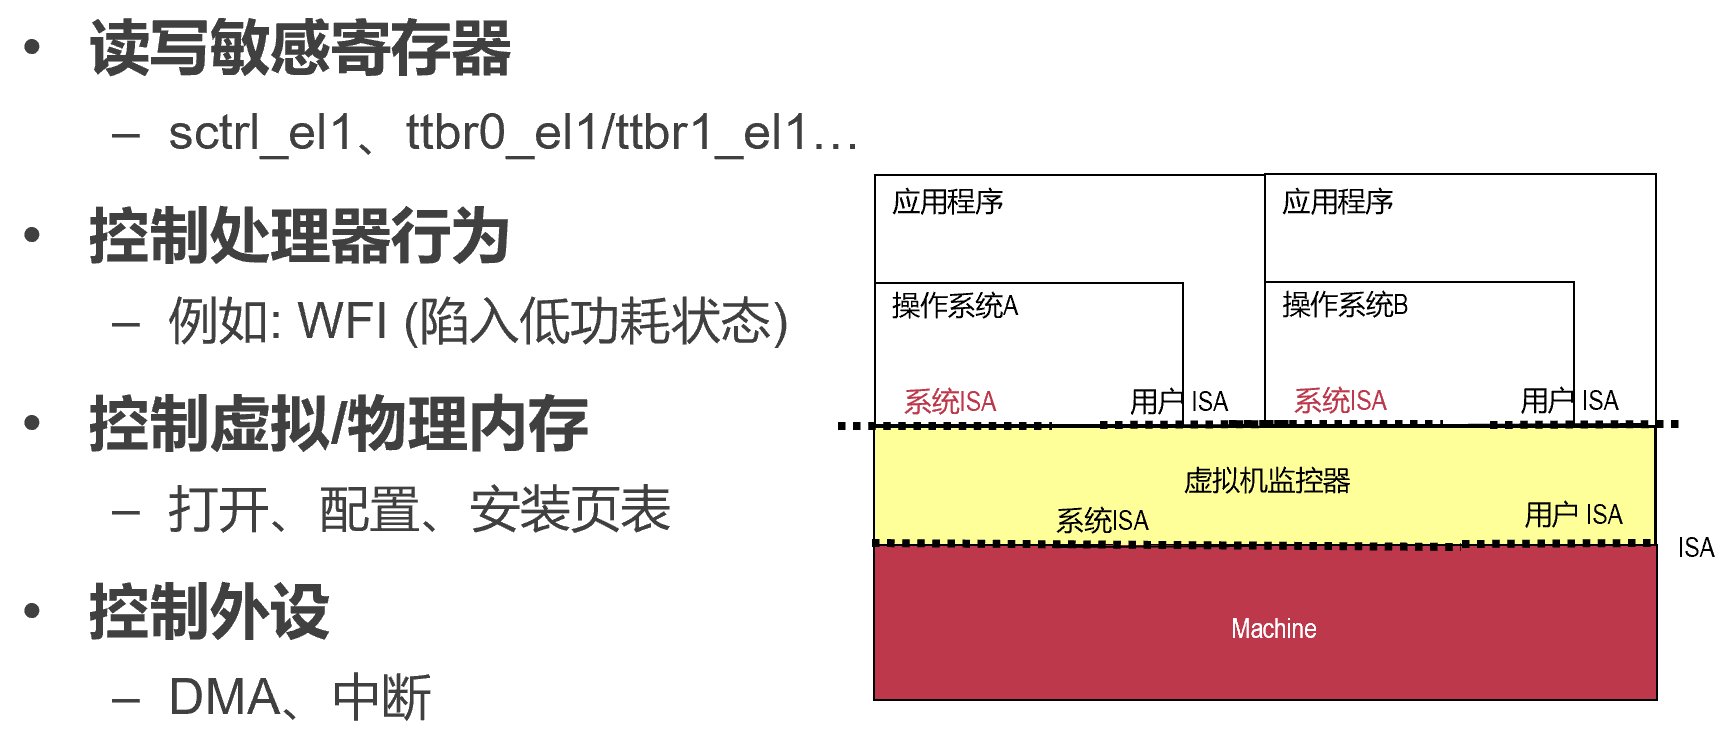 • 读写敏感寄存器
– sctrl_el1、ttbr0_el1/ttbr1_el1…
• 控制处理器行为
– 例如: WFI (陷入低功耗状态)
• 控制虚拟/物理内存
– 打开、配置、安装页表
• 控制外设
– DMA、中断
应用程序
应用程序
操作系统A
操作系统B
系统ISA
用户 ISA
系统ISA
用户 ISA
虚拟机监控器
系统ISA
用户 ISA
ISA
Machine